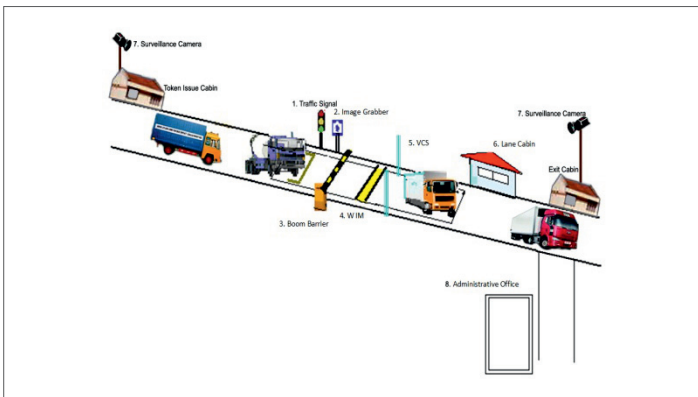 7. Surveillance Camera
Token Issue Cabin
1. Traffic Signal
2. Image Grabber
7. Surveillance Camera
5. VCS
6. Lane Cabin
Exit Cabin
3. Boom Barrier
4. WIM
8. Administrative Office